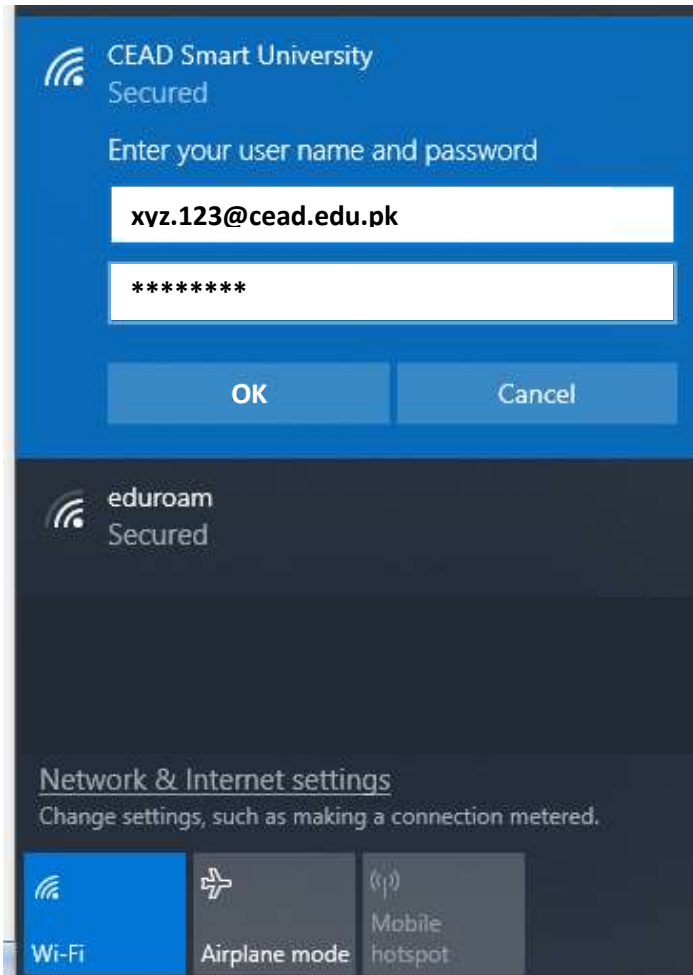 CEAD Smart University
Secured
Enter your user name and password
xyz.123@cead.edu.pk
********
OK
Cancel
eduroam
Secured
Network & Internet settings
Change settings, such as making a connection metered.
Wi-Fi
Airplane mode
Mobile
hotspot